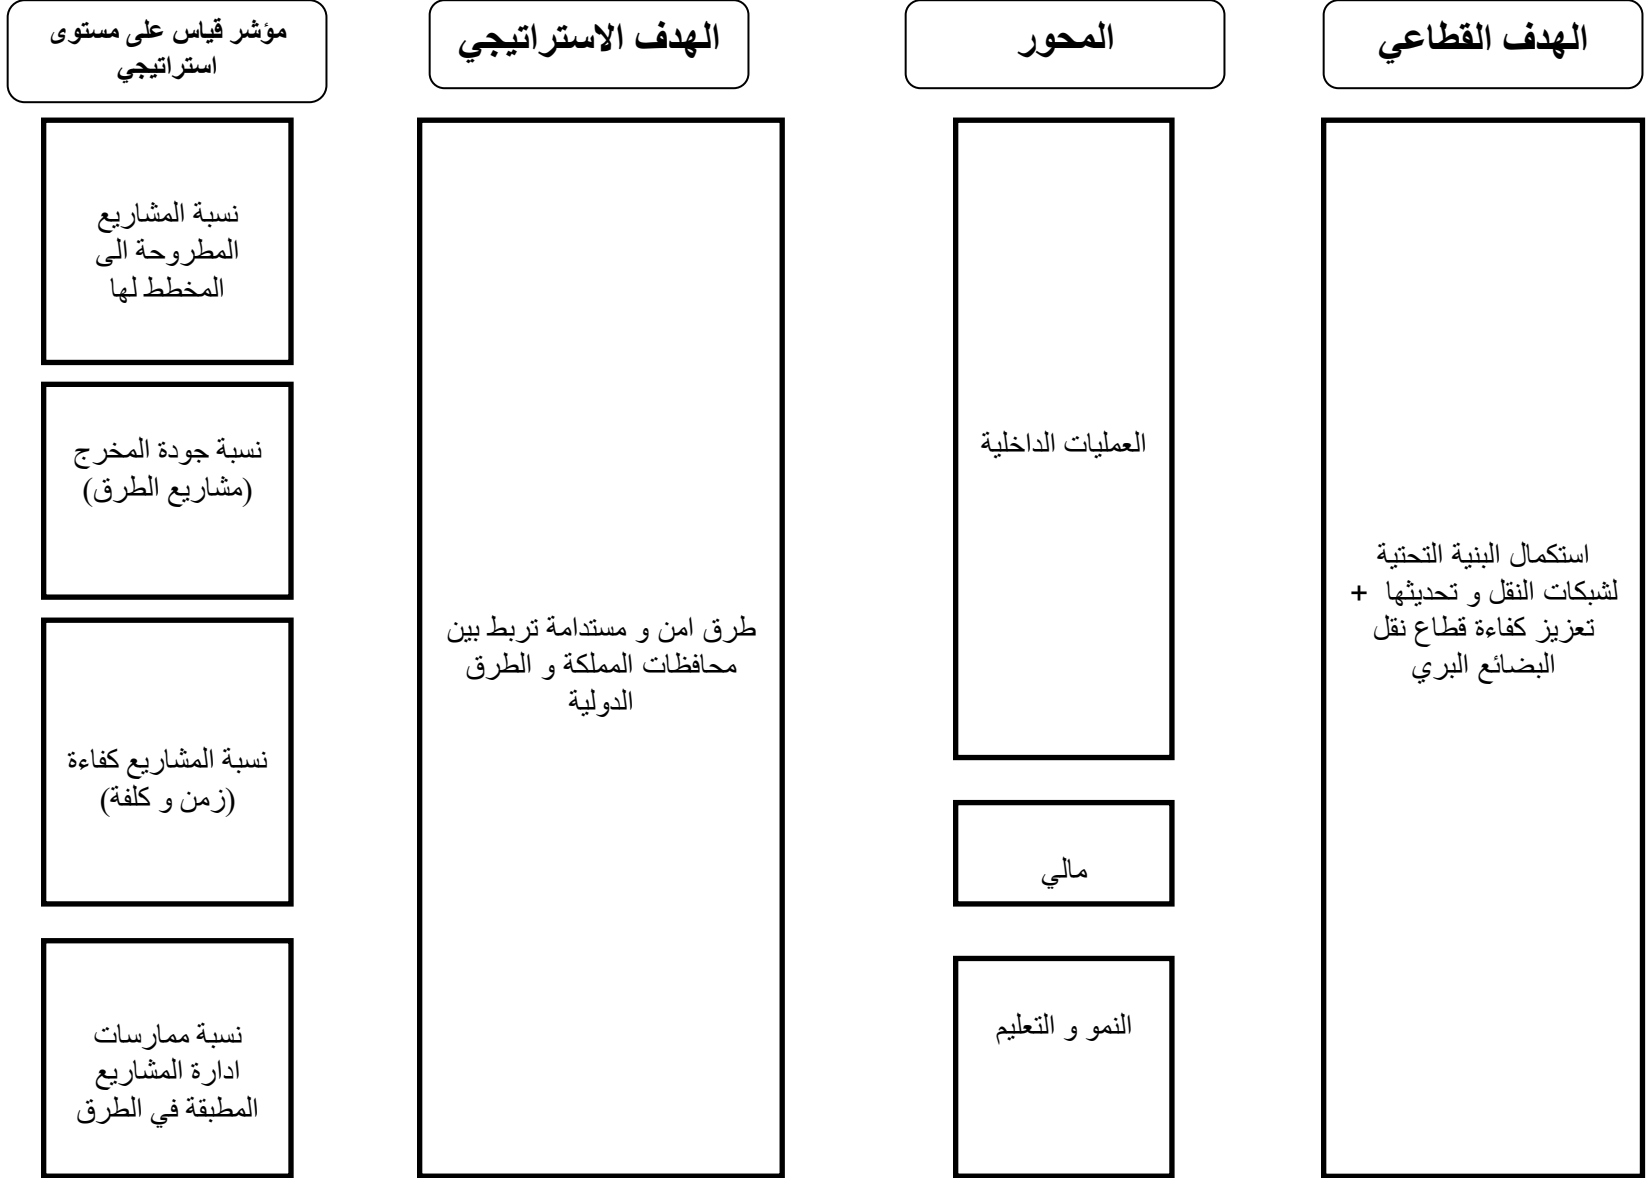 الهدف القطاعي
المحور
الهدف الاستراتيجي
مؤشر قياس على مستوى
استراتيجي
استكمال البنية التحتية
لشبكات النقل و تحديثها +
تعزيز كفاءة قطاع نقل
البضائع البري
العمليات الداخلية
مالي
النمو و التعليم
طرق امن و مستدامة تربط بين
محافظات المملكة و الطرق
الدولية
نسبة المشاريع
المطروحة الى
المخطط لها
نسبة جودة المخرج
(مشاريع الطرق)
نسبة المشاريع كفاءة
(زمن و كلفة)
نسبة ممارسات
ادارة المشاريع
المطبقة في الطرق